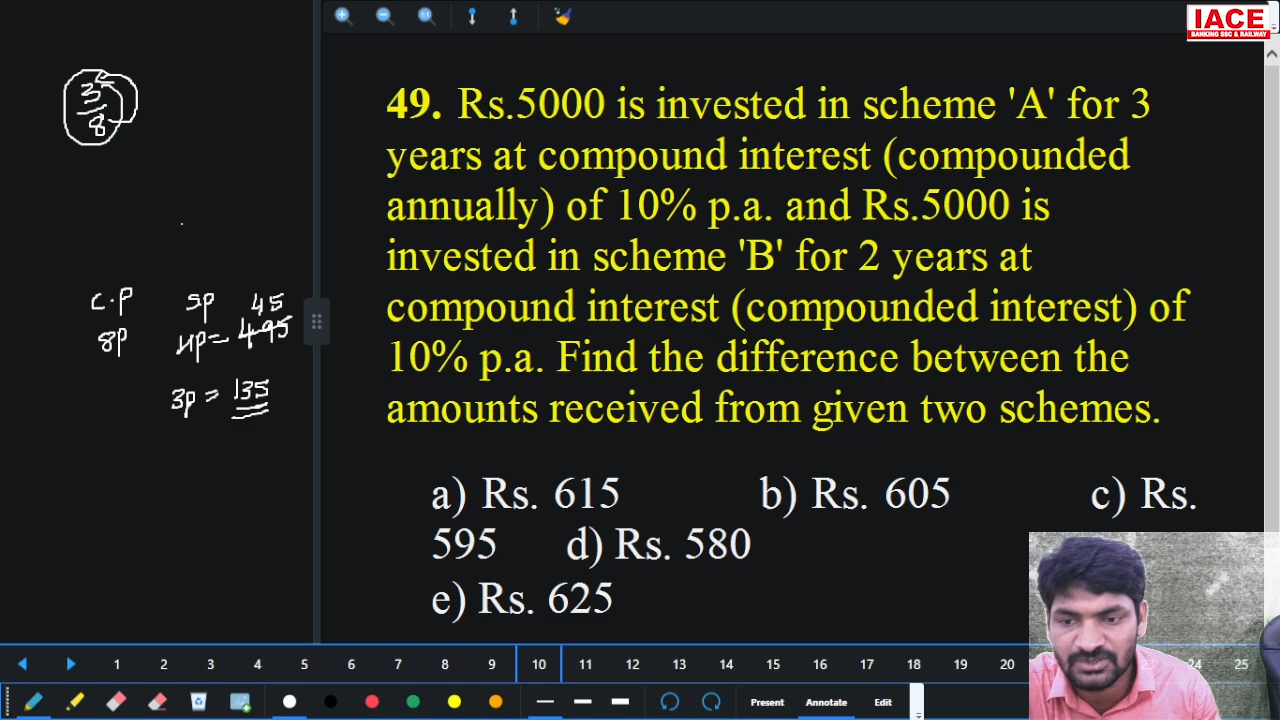 IACE
BANKING SSC & RAILWAY
3
8
C.P SP 45
8P 11P = 495
3P = 135
49. Rs.5000 is invested in scheme 'A' for 3
years at compound interest (compounded
annually) of 10% p.a. and Rs.5000 is
invested in scheme 'B' for 2 years at
compound interest (compounded interest) of
10% p.a. Find the difference between the
amounts received from given two schemes.
a) Rs. 615 b) Rs. 605 c) Rs.
595 d) Rs. 580
e) Rs. 625
1 2 3 4 5 6 7 8 9 10 11 12 13 14 15 16 17 18 19 20 24 25
Present Annotate Edit